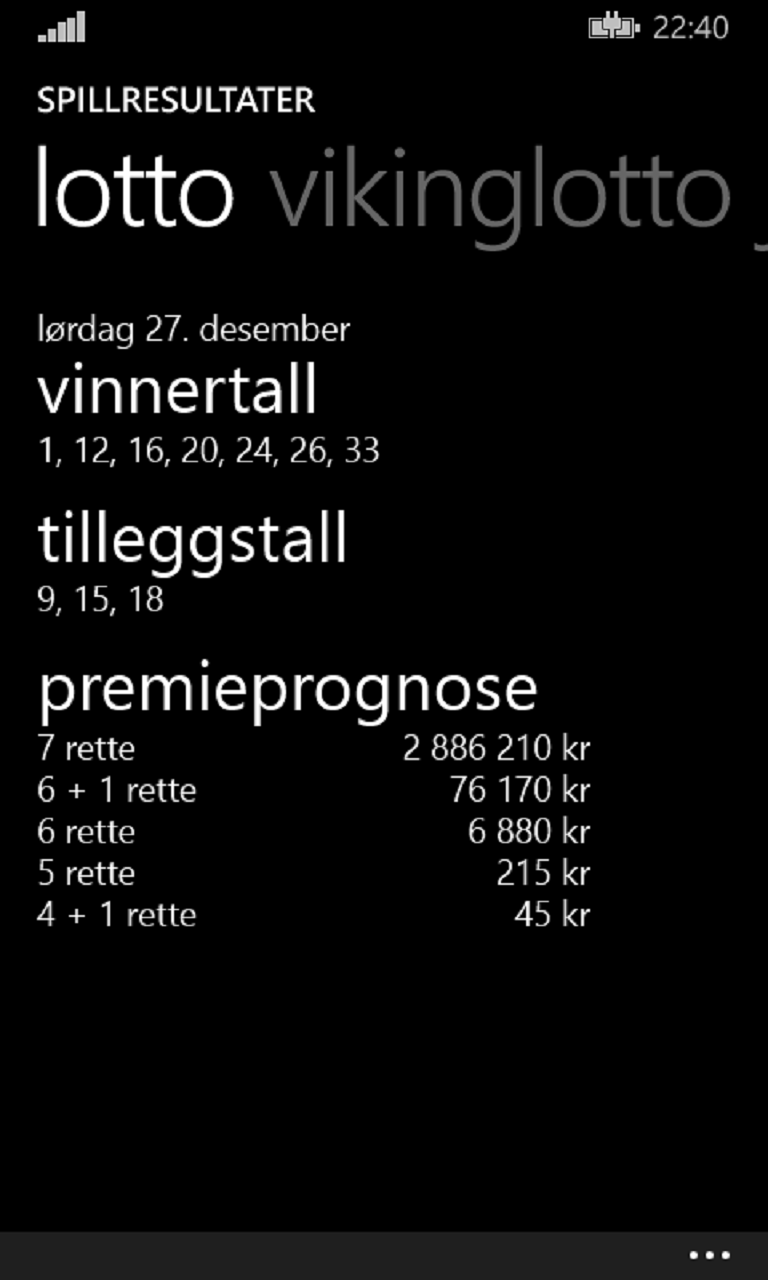 22:40
SPILLRESULTATER
lotto vikinglotto
lørdag 27. desember
vinnertall
1, 12, 16, 20, 24, 26, 33
tilleggstall
9, 15, 18
premieprognose
7 rette 2 886 210 kr
6 + 1 rette 76 170 kr
6 rette 6 880 kr
5 rette 215 kr
4 + 1 rette 45 kr